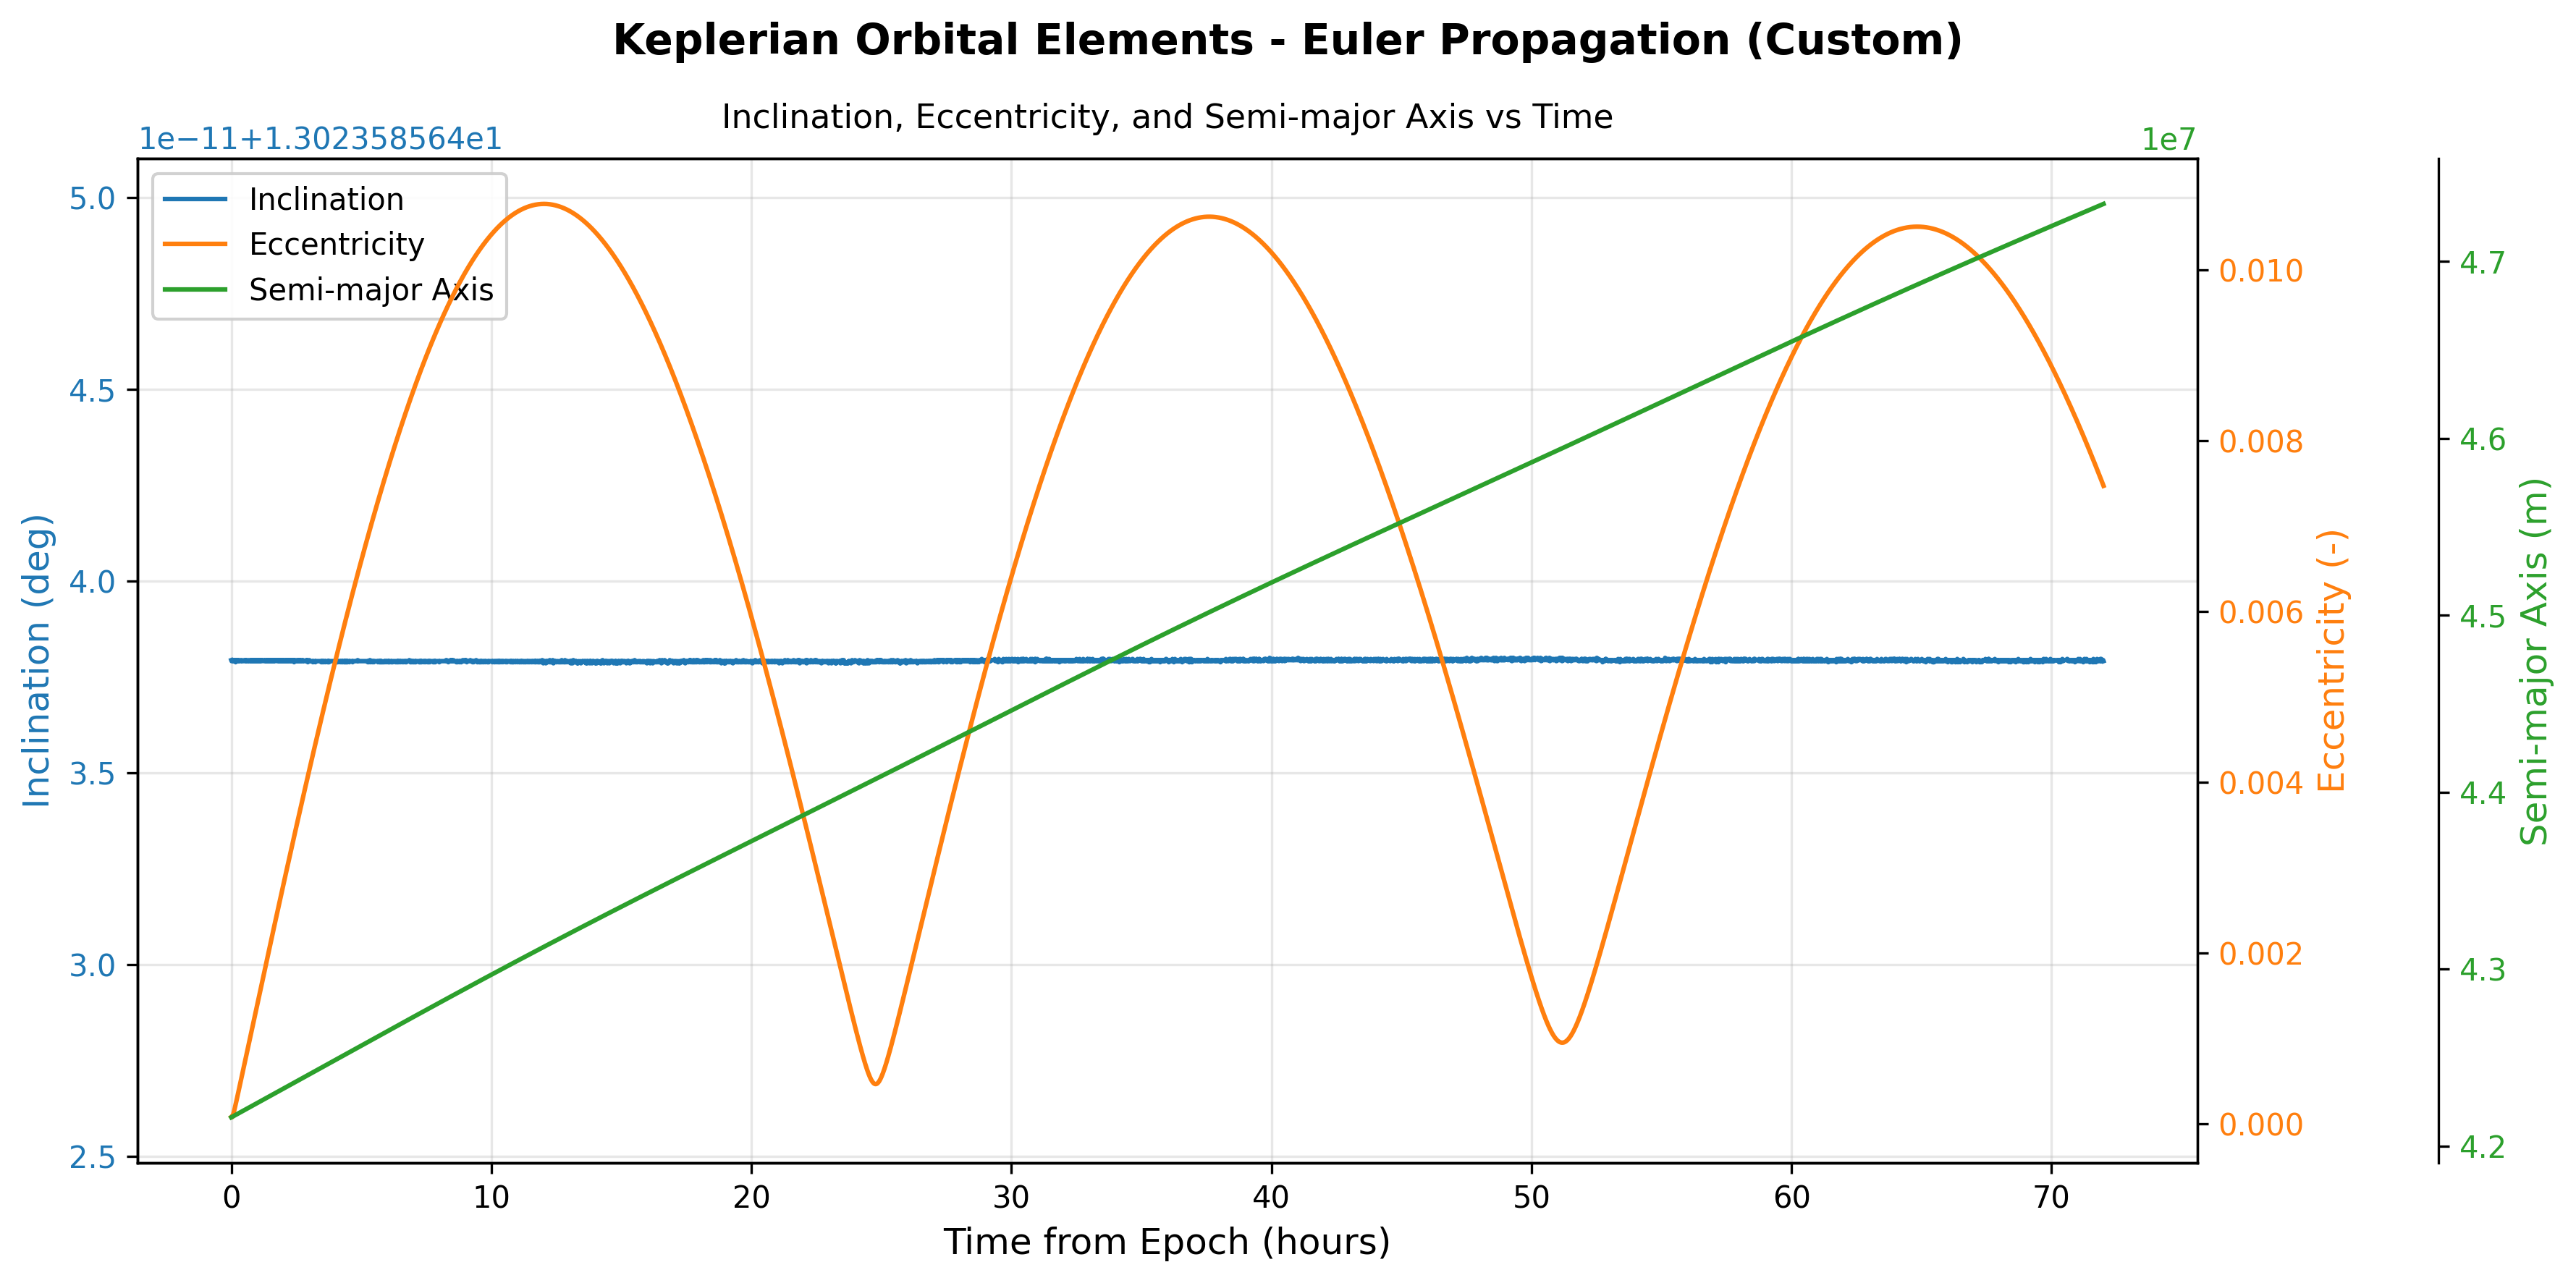 Keplerian Orbital Elements - Euler Propagation (Custom)
Inclination, Eccentricity, and Semi-major Axis vs Time
1e−11+1.302358564e1
1e7
Inclination
Eccentricity
Semi-major Axis
5.0
4.5
4.0
3.5
3.0
2.5
Inclination (deg)
0.010
0.008
0.006
0.004
0.002
0.000
Eccentricity (-)
4.7
4.6
4.5
4.4
4.3
4.2
Semi-major Axis (m)
0 10 20 30 40 50 60 70
Time from Epoch (hours)